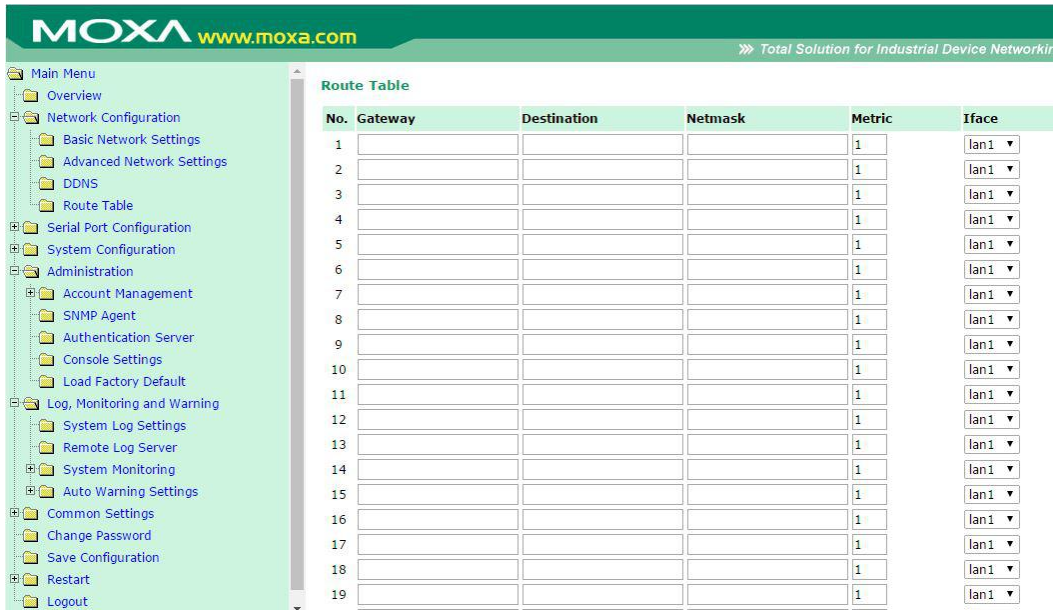 MOXA www.moxa.com
Total Solution for Industrial Device Networkin
Main Menu
Overview
Network Configuration
Basic Network Settings
Advanced Network Settings
DDNS
Route Table
Serial Port Configuration
System Configuration
Administration
Account Management
SNMP Agent
Authentication Server
Console Settings
Load Factory Default
Log, Monitoring and Warning
System Log Settings
Remote Log Server
System Monitoring
Auto Warning Settings
Common Settings
Change Password
Save Configuration
Restart
Logout
Route Table
No. Gateway Destination Netmask Metric Iface
1 1 lan1
2 1 lan1
3 1 lan1
4 1 lan1
5 1 lan1
6 1 lan1
7 1 lan1
8 1 lan1
9 1 lan1
10 1 lan1
11 1 lan1
12 1 lan1
13 1 lan1
14 1 lan1
15 1 lan1
16 1 lan1
17 1 lan1
18 1 lan1
19 1 lan1